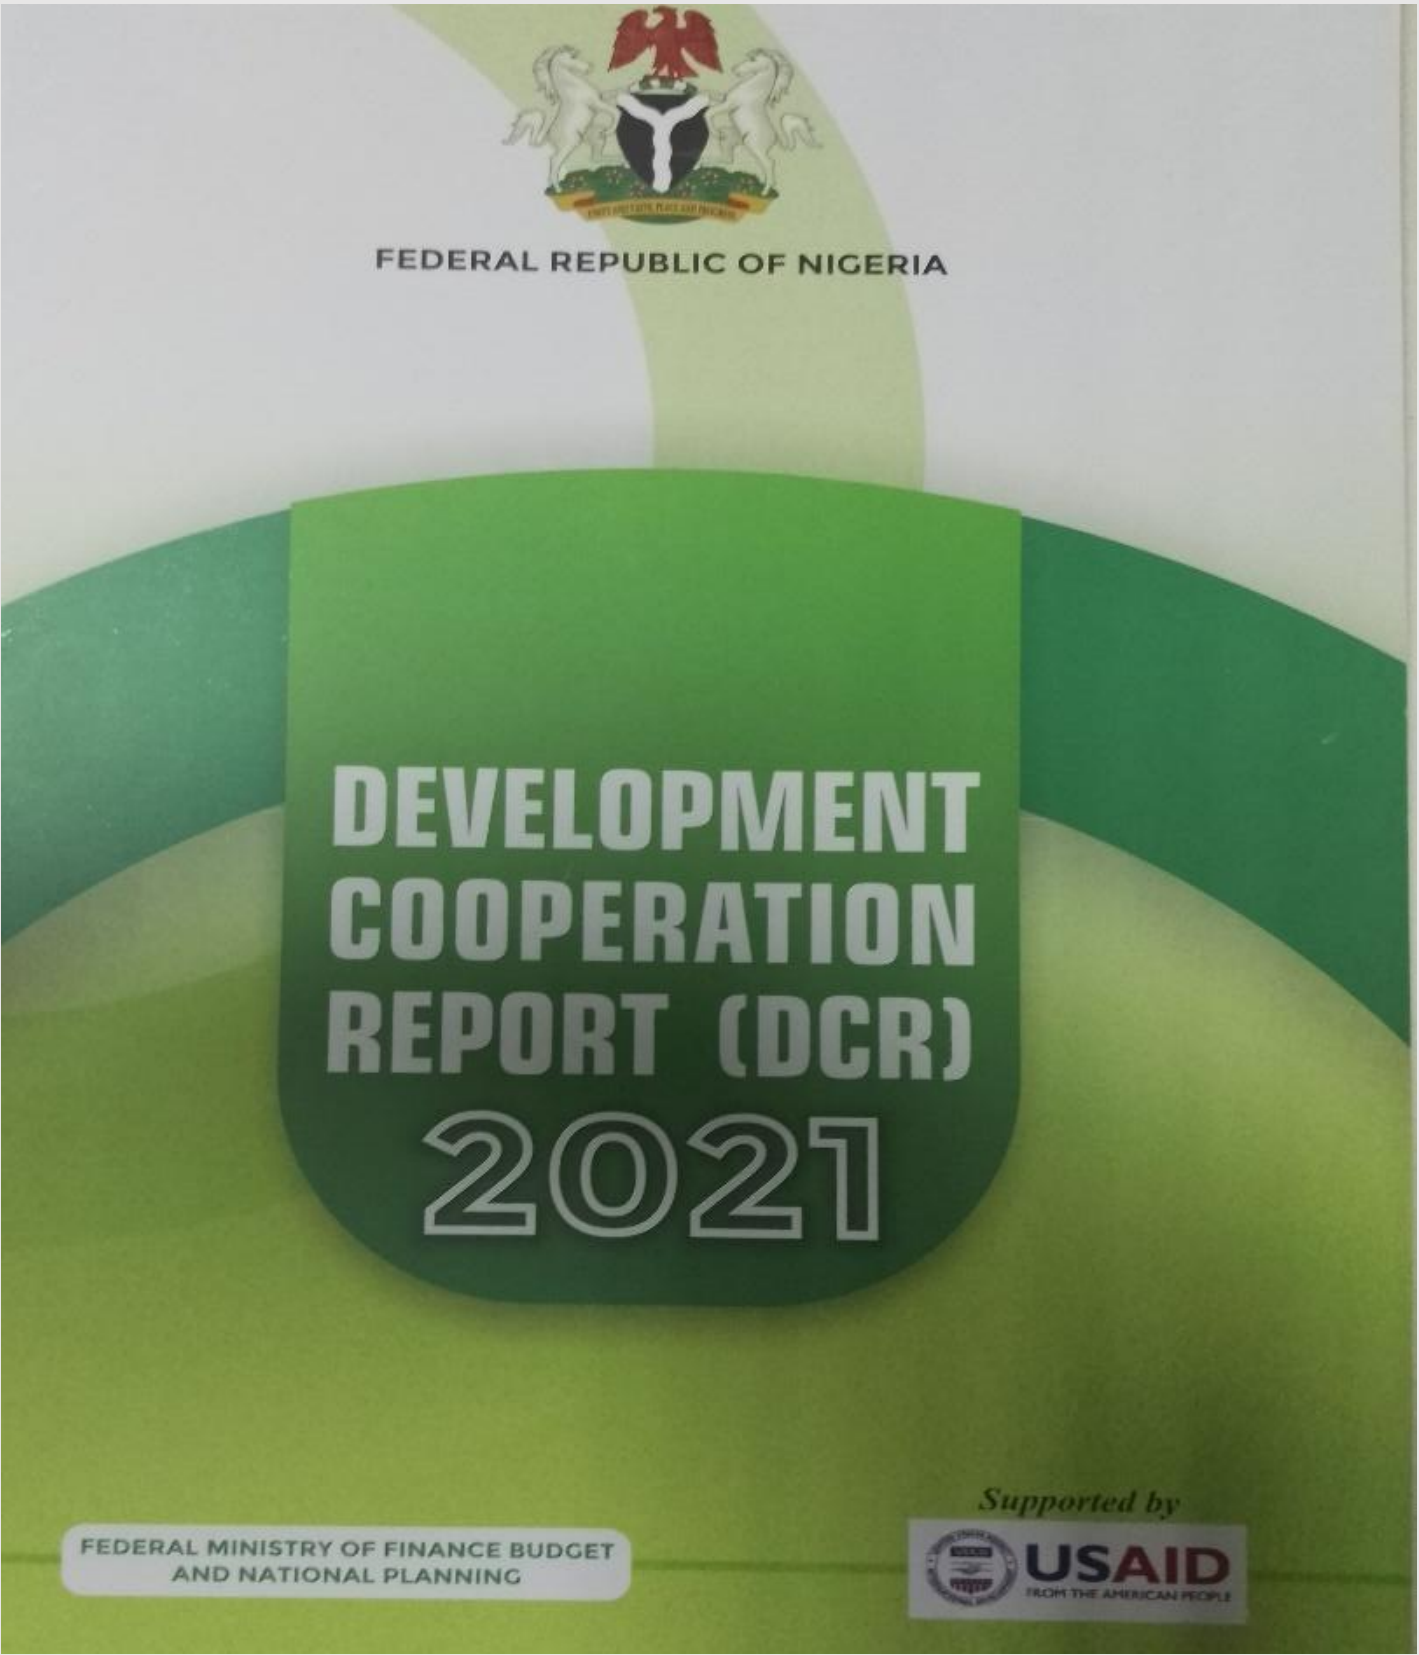 FEDERAL REPUBLIC OF NIGERIA
DEVELOPMENT
COOPERATION
REPORT (DCR)
2021
Supported by
FEDERAL MINISTRY OF FINANCE BUDGET
AND NATIONAL PLANNING
USAID
FROM THE AMERICAN PEOPLE